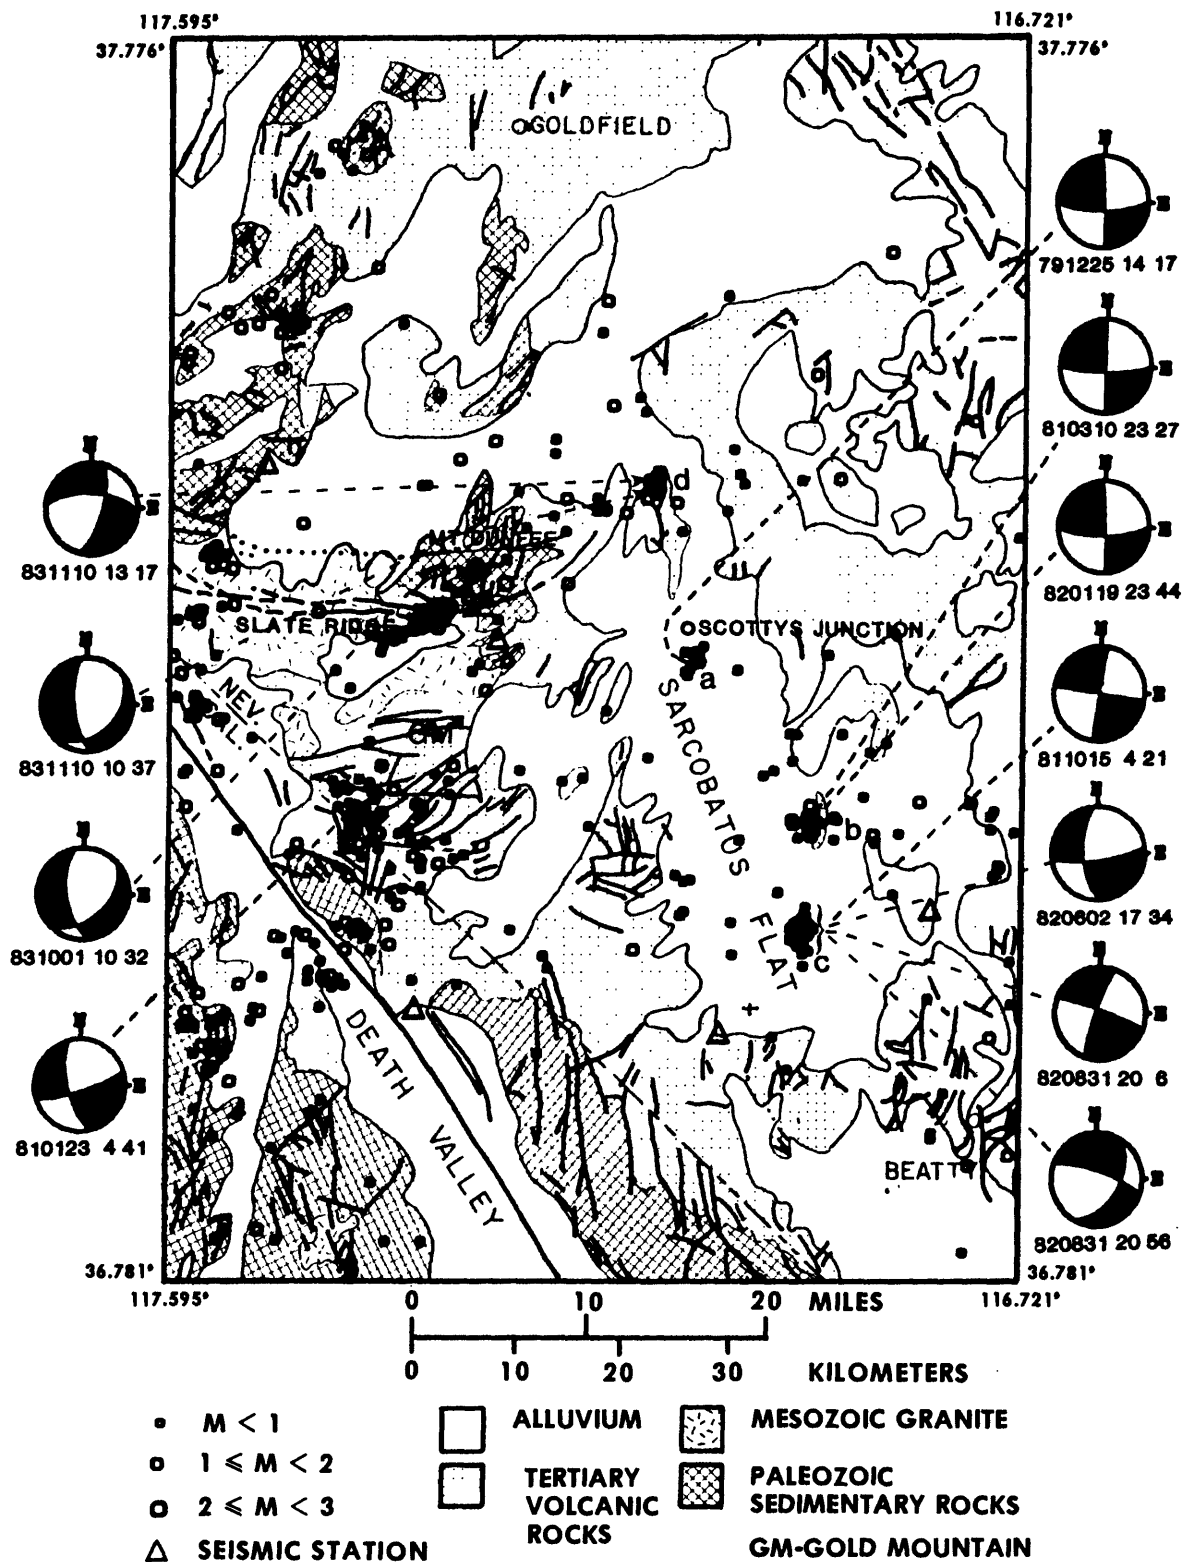 117.595° 116.721°
37.776° 37.776°
GOLDFIELD
N
E
791225 14 17
N
E
810310 23 27
d
N
E
831110 13 17
MT DUNFEE
N
E
820119 23 44
SLATE RIDGE
SCOTTYS JUNCTION
a
N
E
831110 10 37
NEV.
CAL.
GM
SARCOBATUS
FLAT
N
E
811015 4 21
b
N
E
820602 17 34
N
E
831001 10 32
c
N
E
820831 20 6
DEATH
VALLEY
N
E
810123 4 41
BEATTY
N
E
820831 20 56
36.781° 36.781°
117.595° 116.721°
0 10 20 MILES
0 10 20 30 KILOMETERS
M < 1
1 ≤ M < 2
2 ≤ M < 3
SEISMIC STATION
ALLUVIUM
TERTIARY
VOLCANIC
ROCKS
MESOZOIC GRANITE
PALEOZOIC
SEDIMENTARY ROCKS
GM-GOLD MOUNTAIN